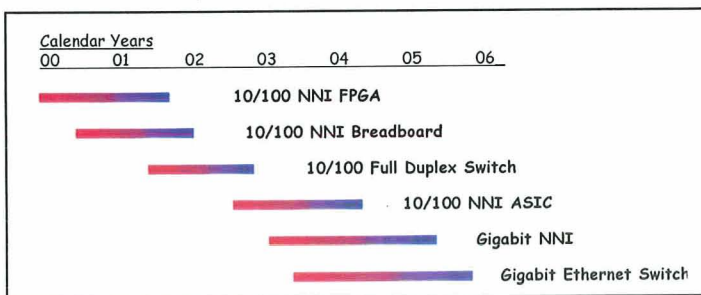 Calendar Years
00 01 02 03 04 05 06
10/100 NNI FPGA
10/100 NNI Breadboard
10/100 Full Duplex Switch
10/100 NNI ASIC
Gigabit NNI
Gigabit Ethernet Switch